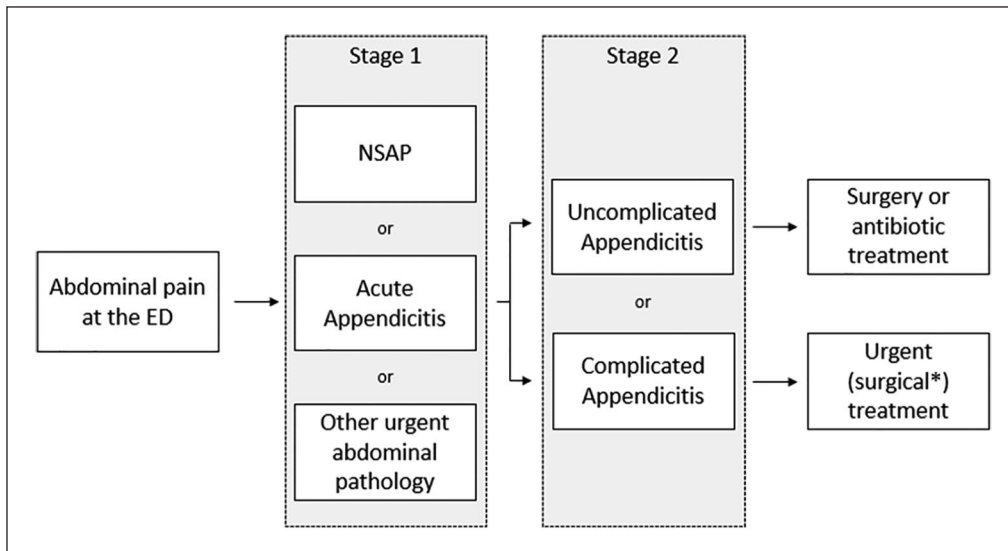 Abdominal pain
at the ED
Stage 1
NSAP
or
Acute
Appendicitis
or
Other urgent
abdominal
pathology
Stage 2
Uncomplicated
Appendicitis
or
Complicated
Appendicitis
Surgery or
antibiotic
treatment
Urgent
(surgical*)
treatment